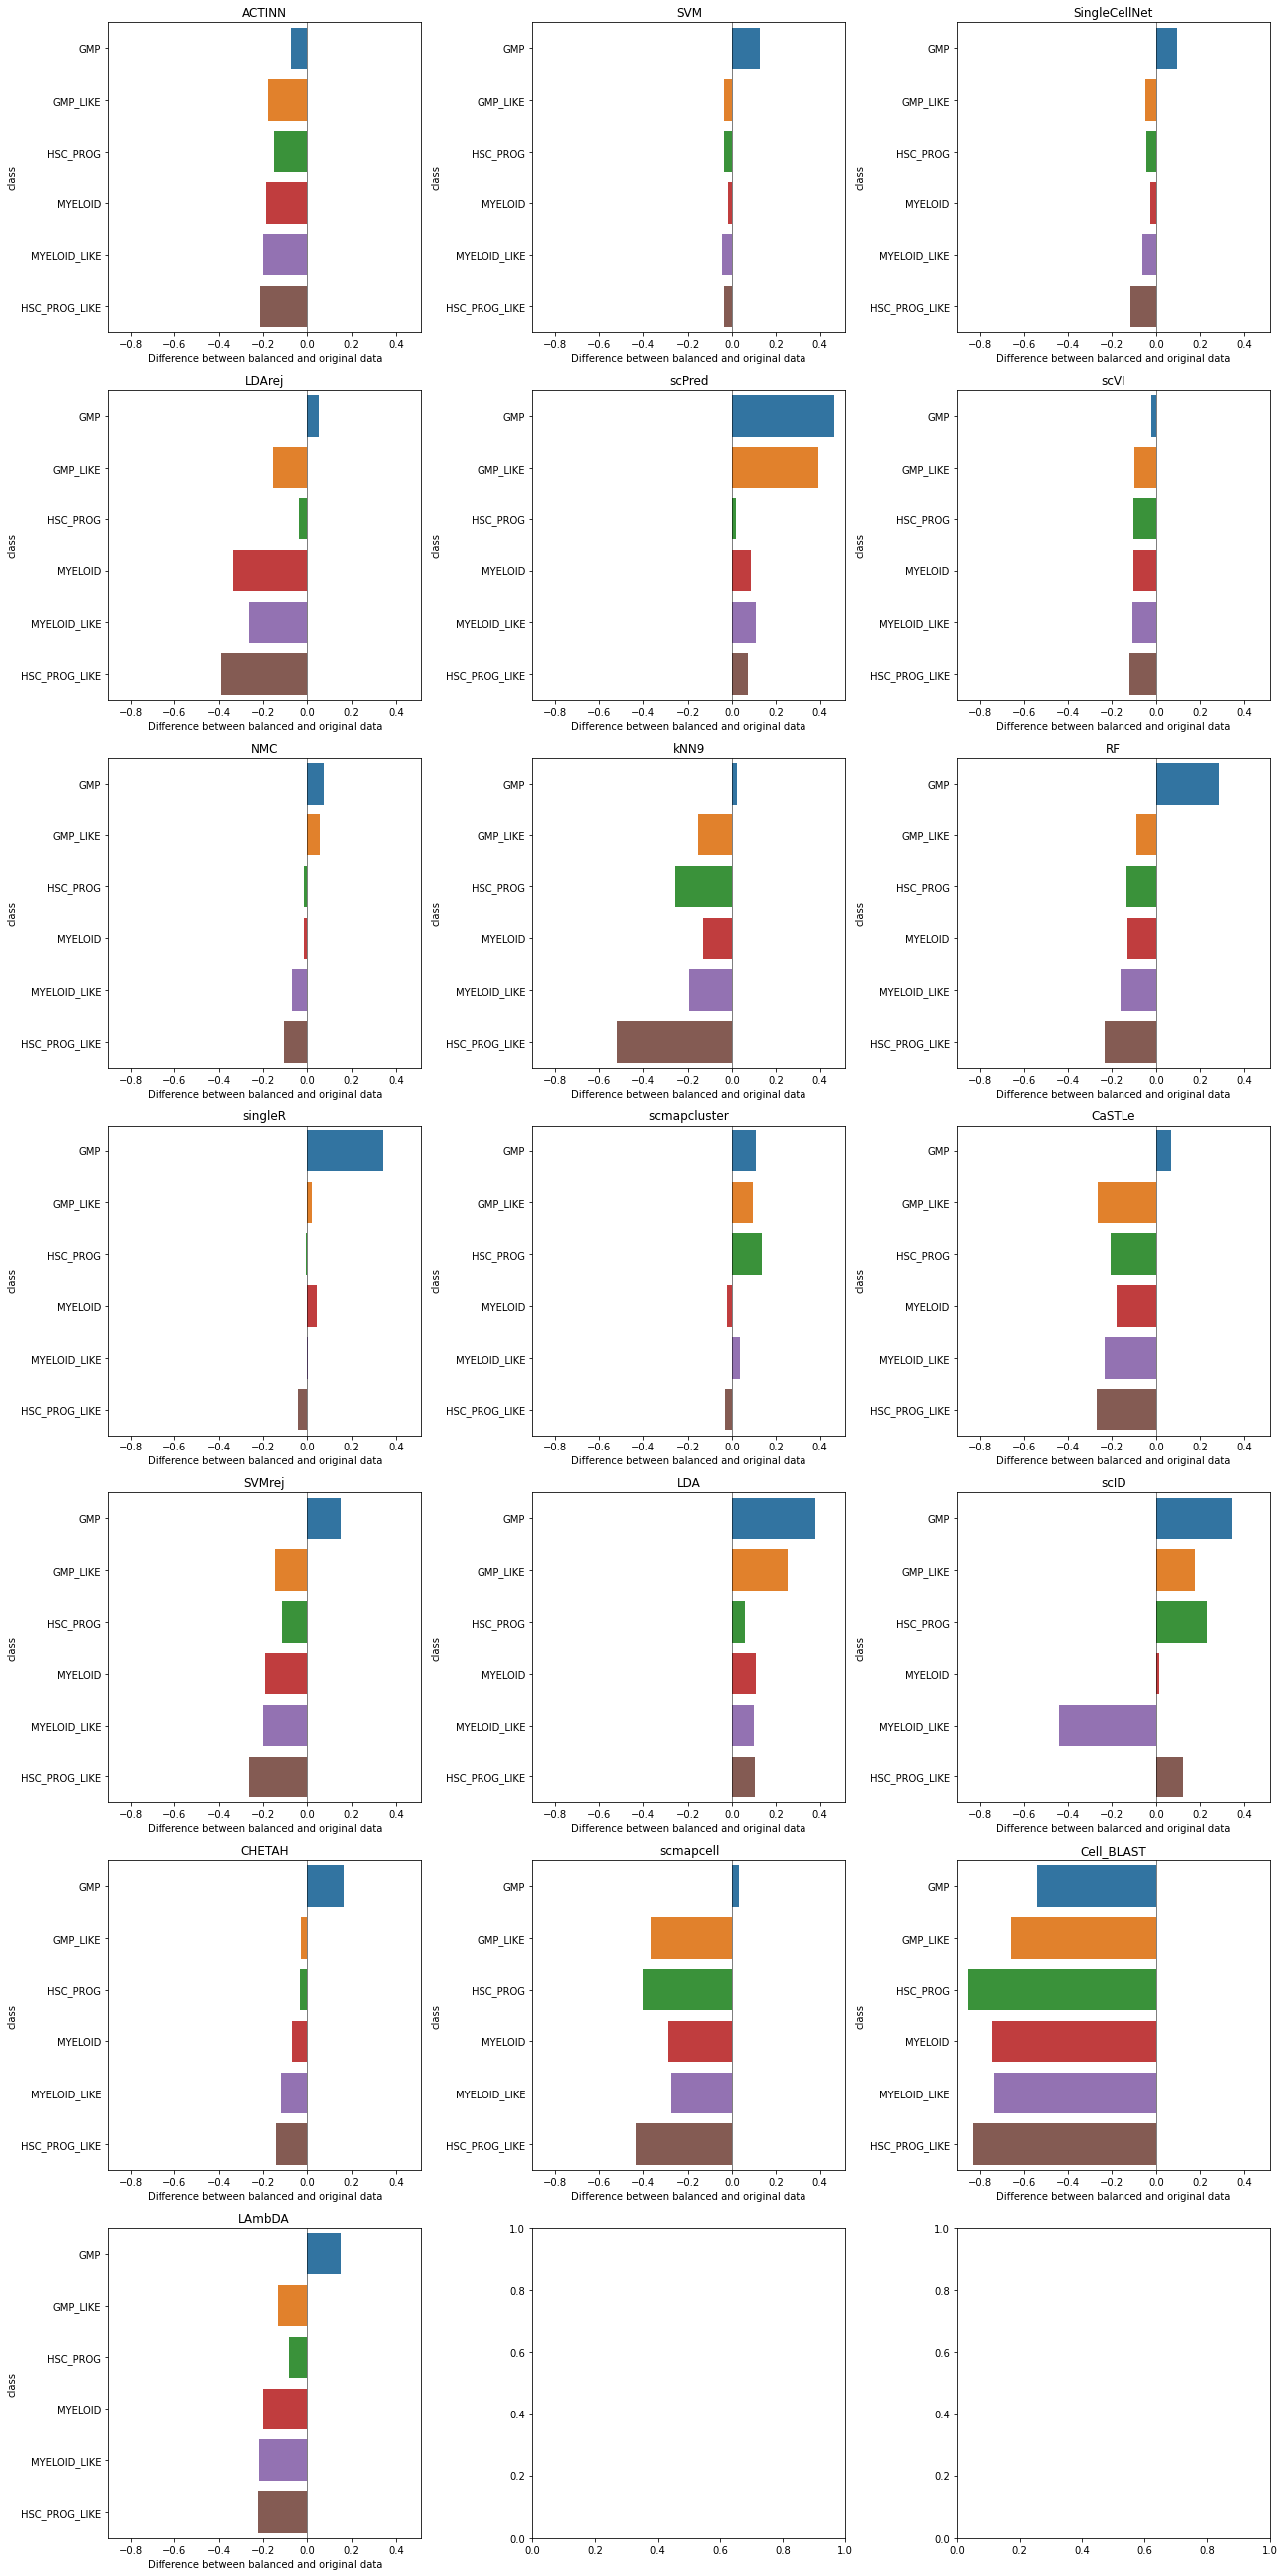 ACTINN
class
GMP
GMP_LIKE
HSC_PROG
MYELOID
MYELOID_LIKE
HSC_PROG_LIKE
−0.8 −0.6 −0.4 −0.2 0.0 0.2 0.4
Difference between balanced and original data
SVM
class
GMP
GMP_LIKE
HSC_PROG
MYELOID
MYELOID_LIKE
HSC_PROG_LIKE
−0.8 −0.6 −0.4 −0.2 0.0 0.2 0.4
Difference between balanced and original data
SingleCellNet
class
GMP
GMP_LIKE
HSC_PROG
MYELOID
MYELOID_LIKE
HSC_PROG_LIKE
−0.8 −0.6 −0.4 −0.2 0.0 0.2 0.4
Difference between balanced and original data
LDArej
class
GMP
GMP_LIKE
HSC_PROG
MYELOID
MYELOID_LIKE
HSC_PROG_LIKE
−0.8 −0.6 −0.4 −0.2 0.0 0.2 0.4
Difference between balanced and original data
scPred
class
GMP
GMP_LIKE
HSC_PROG
MYELOID
MYELOID_LIKE
HSC_PROG_LIKE
−0.8 −0.6 −0.4 −0.2 0.0 0.2 0.4
Difference between balanced and original data
scVI
class
GMP
GMP_LIKE
HSC_PROG
MYELOID
MYELOID_LIKE
HSC_PROG_LIKE
−0.8 −0.6 −0.4 −0.2 0.0 0.2 0.4
Difference between balanced and original data
NMC
class
GMP
GMP_LIKE
HSC_PROG
MYELOID
MYELOID_LIKE
HSC_PROG_LIKE
−0.8 −0.6 −0.4 −0.2 0.0 0.2 0.4
Difference between balanced and original data
kNN9
class
GMP
GMP_LIKE
HSC_PROG
MYELOID
MYELOID_LIKE
HSC_PROG_LIKE
−0.8 −0.6 −0.4 −0.2 0.0 0.2 0.4
Difference between balanced and original data
RF
class
GMP
GMP_LIKE
HSC_PROG
MYELOID
MYELOID_LIKE
HSC_PROG_LIKE
−0.8 −0.6 −0.4 −0.2 0.0 0.2 0.4
Difference between balanced and original data
singleR
class
GMP
GMP_LIKE
HSC_PROG
MYELOID
MYELOID_LIKE
HSC_PROG_LIKE
−0.8 −0.6 −0.4 −0.2 0.0 0.2 0.4
Difference between balanced and original data
scmapcluster
class
GMP
GMP_LIKE
HSC_PROG
MYELOID
MYELOID_LIKE
HSC_PROG_LIKE
−0.8 −0.6 −0.4 −0.2 0.0 0.2 0.4
Difference between balanced and original data
CaSTLe
class
GMP
GMP_LIKE
HSC_PROG
MYELOID
MYELOID_LIKE
HSC_PROG_LIKE
−0.8 −0.6 −0.4 −0.2 0.0 0.2 0.4
Difference between balanced and original data
SVMrej
class
GMP
GMP_LIKE
HSC_PROG
MYELOID
MYELOID_LIKE
HSC_PROG_LIKE
−0.8 −0.6 −0.4 −0.2 0.0 0.2 0.4
Difference between balanced and original data
LDA
class
GMP
GMP_LIKE
HSC_PROG
MYELOID
MYELOID_LIKE
HSC_PROG_LIKE
−0.8 −0.6 −0.4 −0.2 0.0 0.2 0.4
Difference between balanced and original data
scID
class
GMP
GMP_LIKE
HSC_PROG
MYELOID
MYELOID_LIKE
HSC_PROG_LIKE
−0.8 −0.6 −0.4 −0.2 0.0 0.2 0.4
Difference between balanced and original data
CHETAH
class
GMP
GMP_LIKE
HSC_PROG
MYELOID
MYELOID_LIKE
HSC_PROG_LIKE
−0.8 −0.6 −0.4 −0.2 0.0 0.2 0.4
Difference between balanced and original data
scmapcell
class
GMP
GMP_LIKE
HSC_PROG
MYELOID
MYELOID_LIKE
HSC_PROG_LIKE
−0.8 −0.6 −0.4 −0.2 0.0 0.2 0.4
Difference between balanced and original data
Cell_BLAST
class
GMP
GMP_LIKE
HSC_PROG
MYELOID
MYELOID_LIKE
HSC_PROG_LIKE
−0.8 −0.6 −0.4 −0.2 0.0 0.2 0.4
Difference between balanced and original data
LAmbDA
class
GMP
GMP_LIKE
HSC_PROG
MYELOID
MYELOID_LIKE
HSC_PROG_LIKE
−0.8 −0.6 −0.4 −0.2 0.0 0.2 0.4
Difference between balanced and original data
1.0
0.8
0.6
0.4
0.2
0.0
0.0 0.2 0.4 0.6 0.8 1.0
1.0
0.8
0.6
0.4
0.2
0.0
0.0 0.2 0.4 0.6 0.8 1.0